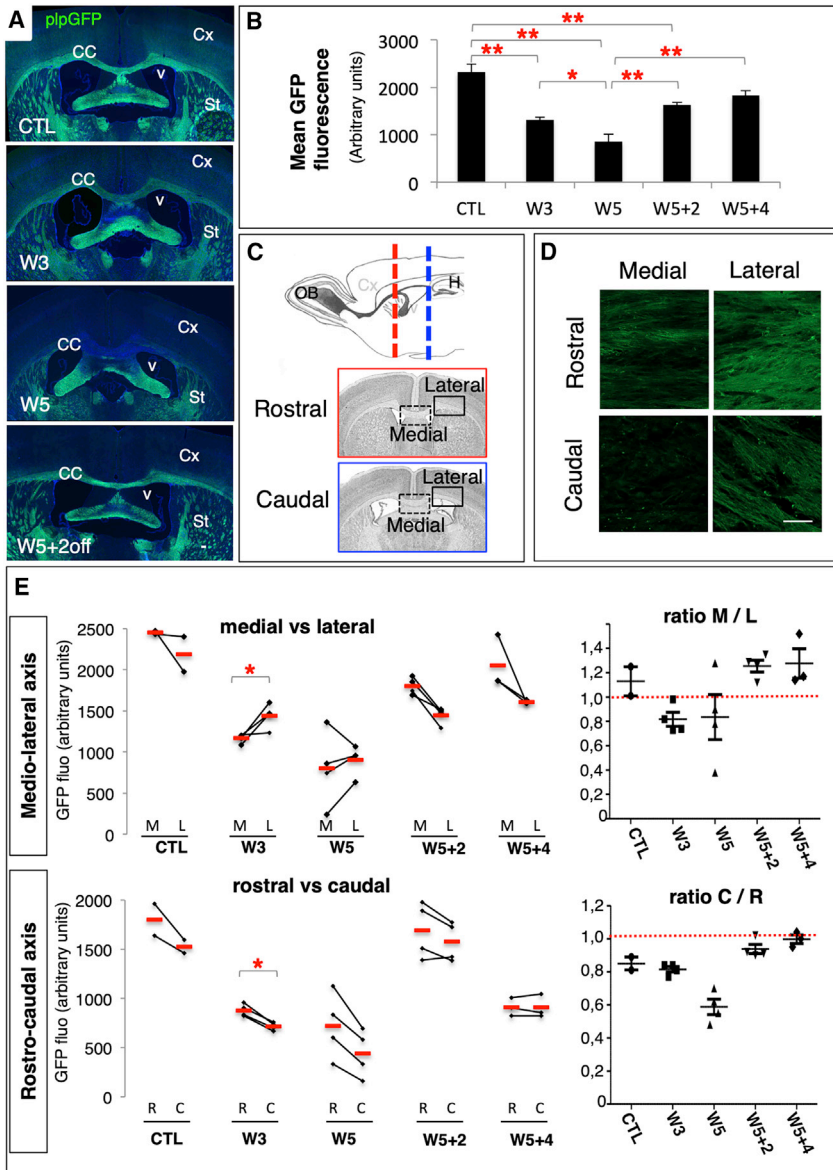 A
plpGFP
CC
Cx
v
St
CTL
CC
Cx
v
St
W3
CC
Cx
v
St
W5
CC
Cx
v
St
W5+2off
B
Mean GFP
fluorescence
(Arbitrary units)
3000
2000
1000
0
**
**
**
**
*
**
CTL W3 W5 W5+2 W5+4
C
OB
Cx
v
H
Rostral
Lateral
Medial
Caudal
Lateral
Medial
D
Medial Lateral
Rostral
Caudal
E
Medio-lateral axis
medial vs lateral
GFP fluo (arbitrary units)
2500
2000
1500
1000
500
0
*
M L M L M L M L M L
CTL W3 W5 W5+2 W5+4
ratio M / L
1,4
1,2
1,0
0,8
0,6
0,4
0,2
0
CTL W3 W5 W5+2 W5+4
Rostro-caudal axis
rostral vs caudal
GFP fluo (arbitrary units)
2000
1500
1000
500
0
*
R C R C R C R C R C
CTL W3 W5 W5+2 W5+4
ratio C / R
1,2
1,0
0,8
0,6
0,4
0,2
0
CTL W3 W5 W5+2 W5+4